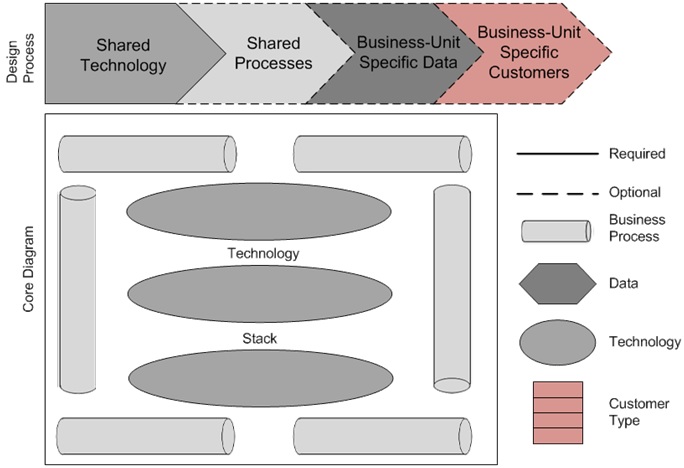 Design
Process
Shared
Technology
Shared
Processes
Business-Unit
Specific Data
Business-Unit
Specific
Customers
Core Diagram
Technology
Stack
Required
Optional
Business
Process
Data
Technology
Customer
Type